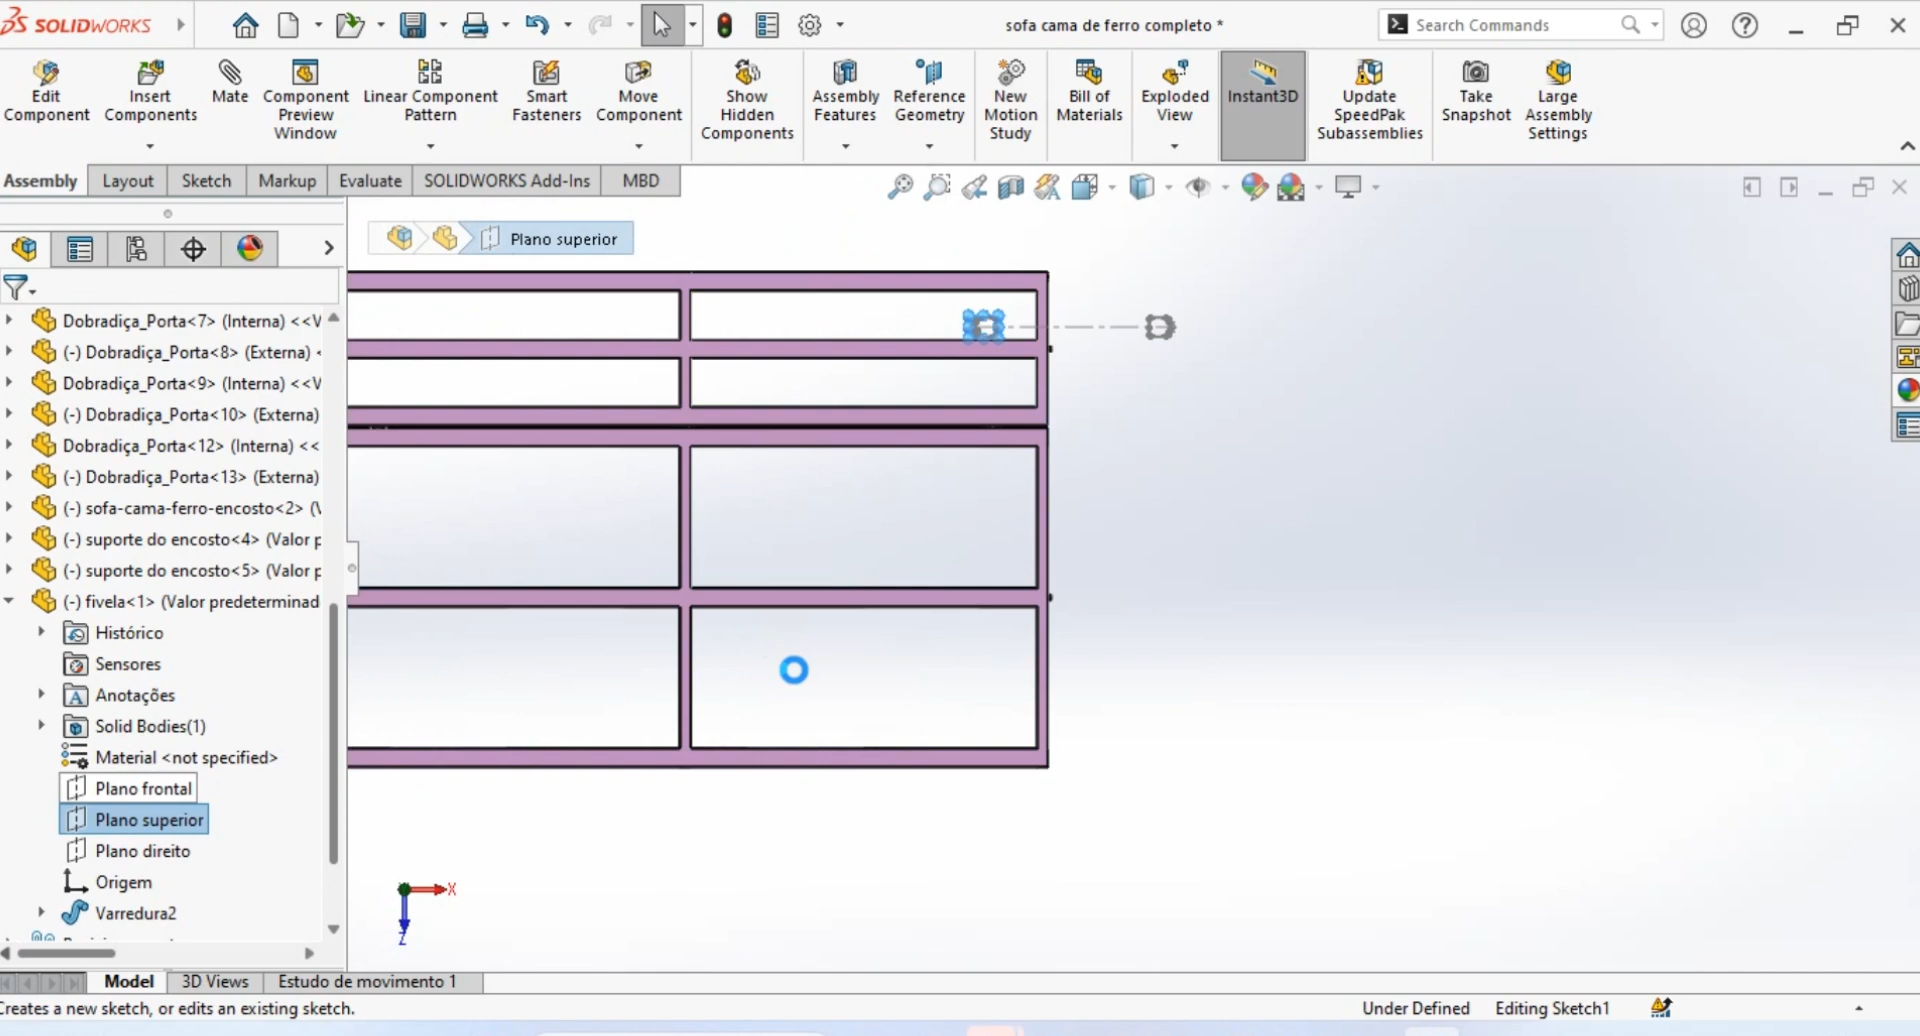 SOLIDWORKS
sofa cama de ferro completo *
Search Commands
Edit Component
Insert Components
Mate
Component Preview Window
Linear Component Pattern
Smart Fasteners
Move Component
Show Hidden Components
Assembly Features
Reference Geometry
New Motion Study
Bill of Materials
Exploded View
Instant3D
Update SpeedPak Subassemblies
Take Snapshot
Large Assembly Settings
Assembly
Layout
Sketch
Markup
Evaluate
SOLIDWORKS Add-Ins
MBD
Plano superior
Dobradiça_Porta<7> (Interna) <<V
(-) Dobradiça_Porta<8> (Externa) <
Dobradiça_Porta<9> (Interna) <<V
(-) Dobradiça_Porta<10> (Externa)
Dobradiça_Porta<12> (Interna) <<
(-) Dobradiça_Porta<13> (Externa)
(-) sofa-cama-ferro-encosto<2> (V
(-) suporte do encosto<4> (Valor p
(-) suporte do encosto<5> (Valor p
(-) fivela<1> (Valor predeterminad
Histórico
Sensores
Anotações
Solid Bodies(1)
Material <not specified>
Plano frontal
Plano superior
Plano direito
Origem
Varredura2
X
Z
Model
3D Views
Estudo de movimento 1
Creates a new sketch, or edits an existing sketch.
Under Defined
Editing Sketch1